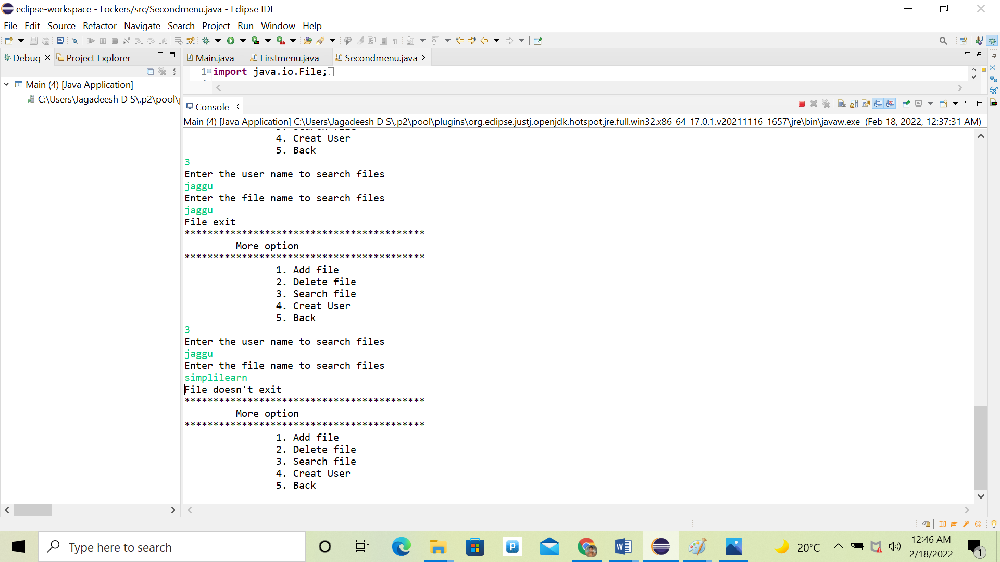 eclipse-workspace - Lockers/src/Secondmenu.java - Eclipse IDE
File Edit Source Refactor Navigate Search Project Run Window Help
Debug Project Explorer Main.java Firstmenu.java Secondmenu.java
1 import java.io.File;
Main (4) [Java Application]
C:\Users\Jagadeesh D S\.p2\pool\
Console
Main (4) [Java Application] C:\Users\Jagadeesh D S\.p2\pool\plugins\org.eclipse.justj.openjdk.hotspot.jre.full.win32.x86_64_17.0.1.v20211116-1657\jre\bin\javaw.exe (Feb 18, 2022, 12:37:31 AM)
3. Search file
4. Creat User
5. Back
3
Enter the user name to search files
jaggu
Enter the file name to search files
jaggu
File exit
******************************************
More option
******************************************
1. Add file
2. Delete file
3. Search file
4. Creat User
5. Back
3
Enter the user name to search files
jaggu
Enter the file name to search files
simplilearn
File doesn't exit
******************************************
More option
******************************************
1. Add file
2. Delete file
3. Search file
4. Creat User
5. Back
Type here to search
20°C
12:46 AM
2/18/2022
1